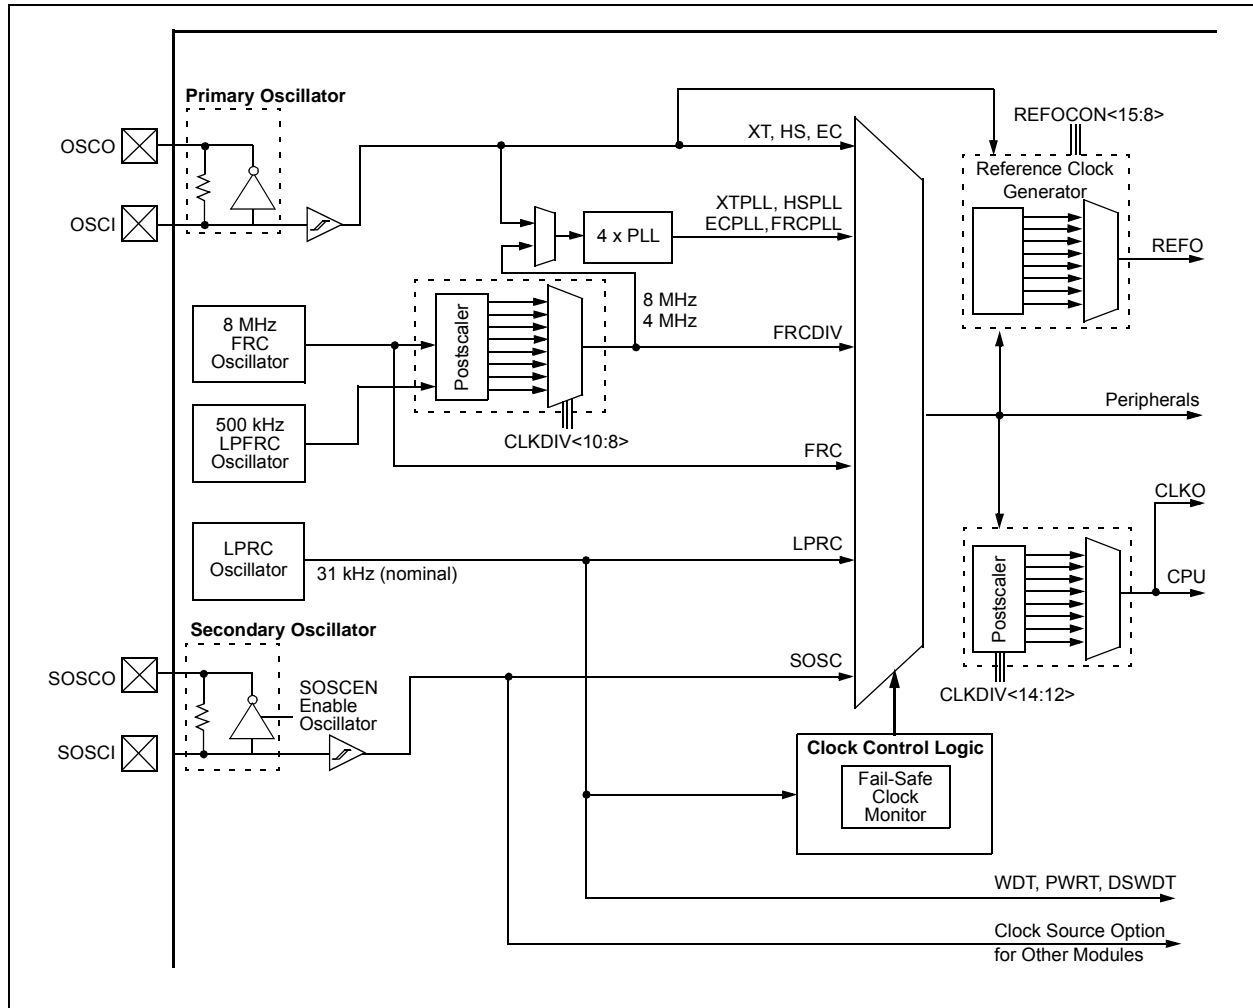 Primary Oscillator
OSCO
OSCI
XT, HS, EC
REFOCON<15:8>
Reference Clock
Generator
XTPLL, HSPLL
ECPLL, FRCPLL
4 x PLL
REFO
8 MHz
FRC
Oscillator
Postscaler
8 MHz
4 MHz
FRCDIV
500 kHz
LPFRC
Oscillator
CLKDIV<10:8>
Peripherals
FRC
CLKO
LPRC
Oscillator
31 kHz (nominal)
LPRC
Postscaler
CPU
Secondary Oscillator
SOSCO
SOSCI
SOSCEN
Enable
Oscillator
SOSC
CLKDIV<14:12>
Clock Control Logic
Fail-Safe
Clock
Monitor
WDT, PWRT, DSWDT
Clock Source Option
for Other Modules